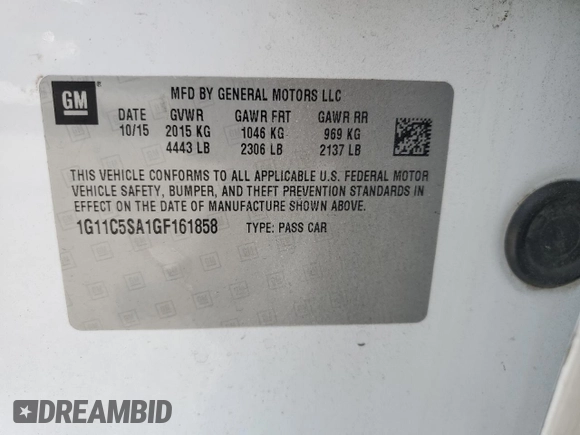 GM
MFD BY GENERAL MOTORS LLC
DATE GVWR GAWR FRT GAWR RR
10/15 2015 KG 1046 KG 969 KG
4443 LB 2306 LB 2137 LB
THIS VEHICLE CONFORMS TO ALL APPLICABLE U.S. FEDERAL MOTOR
VEHICLE SAFETY, BUMPER, AND THEFT PREVENTION STANDARDS IN
EFFECT ON THE DATE OF MANUFACTURE SHOWN ABOVE.
1G11C5SA1GF161858 TYPE: PASS CAR
DREAMBID